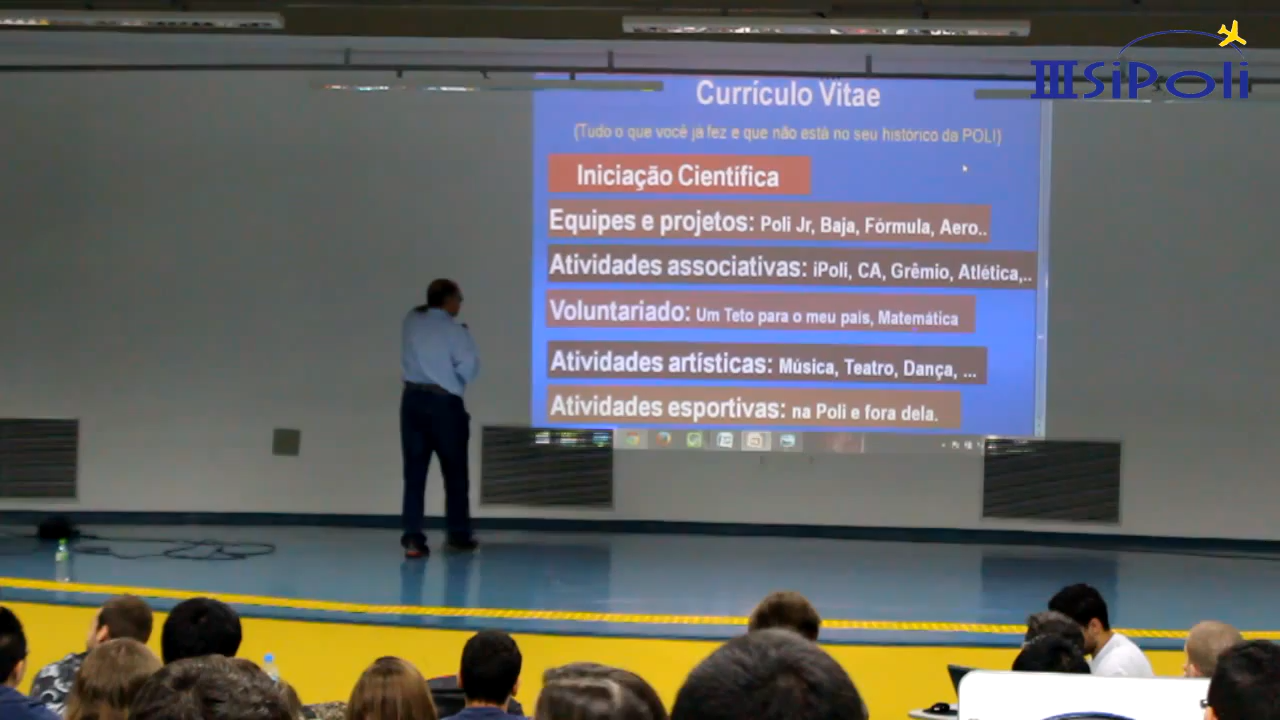 IIISiPoli
Currículo Vitae
(Tudo o que você já fez e que não está no seu histórico da POLI)
Iniciação Científica
Equipes e projetos: Poli Jr, Baja, Fórmula, Aero..
Atividades associativas: iPoli, CA, Grêmio, Atlética,..
Voluntariado: Um Teto para o meu país, Matemática
Atividades artísticas: Música, Teatro, Dança, ...
Atividades esportivas: na Poli e fora dela.